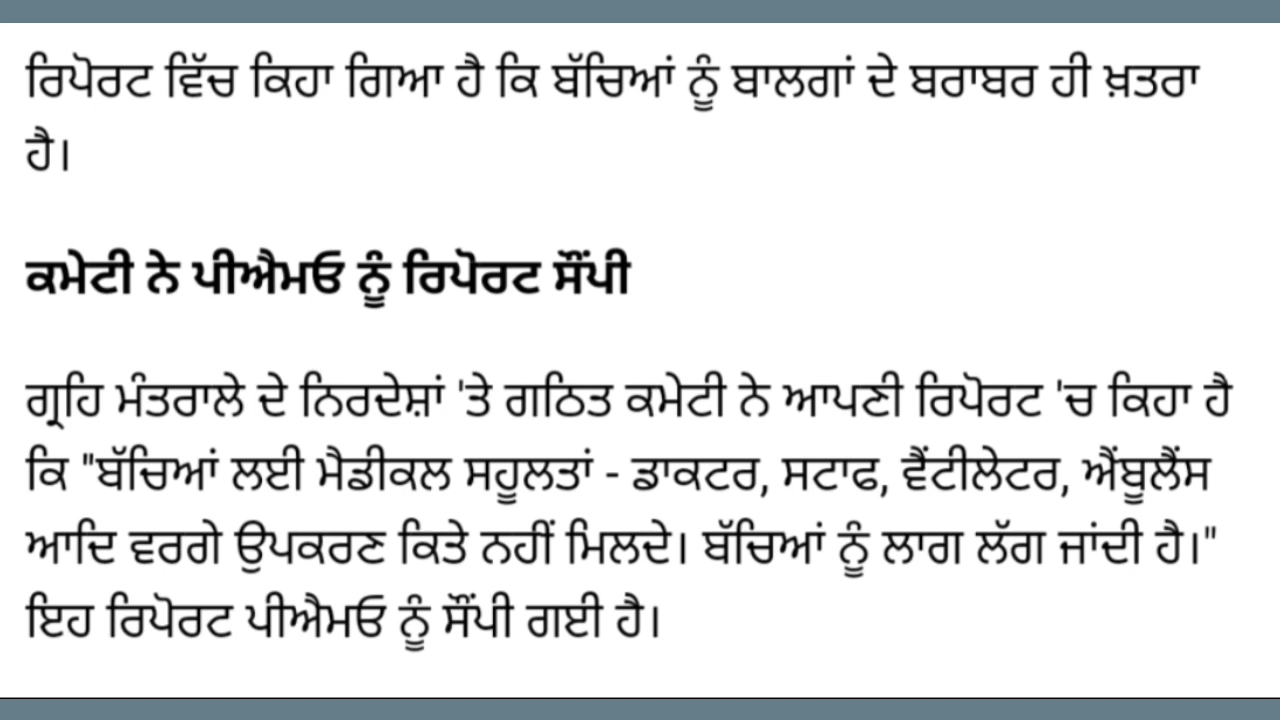 ਰਿਪੋਰਟ ਵਿੱਚ ਕਿਹਾ ਗਿਆ ਹੈ ਕਿ ਬੱਚਿਆਂ ਨੂੰ ਬਾਲਗਾਂ ਦੇ ਬਰਾਬਰ ਹੀ ਖ਼ਤਰਾ
ਹੈ।
ਕਮੇਟੀ ਨੇ ਪੀਐਮਓ ਨੂੰ ਰਿਪੋਰਟ ਸੌਂਪੀ
ਗ੍ਰਹਿ ਮੰਤਰਾਲੇ ਦੇ ਨਿਰਦੇਸ਼ਾਂ 'ਤੇ ਗਠਿਤ ਕਮੇਟੀ ਨੇ ਆਪਣੀ ਰਿਪੋਰਟ 'ਚ ਕਿਹਾ ਹੈ
ਕਿ "ਬੱਚਿਆਂ ਲਈ ਮੈਡੀਕਲ ਸਹੂਲਤਾਂ - ਡਾਕਟਰ, ਸਟਾਫ, ਵੈਂਟੀਲੇਟਰ, ਐਂਬੂਲੈਂਸ
ਆਦਿ ਵਰਗੇ ਉਪਕਰਣ ਕਿਤੇ ਨਹੀਂ ਮਿਲਦੇ। ਬੱਚਿਆਂ ਨੂੰ ਲਾਗ ਲੱਗ ਜਾਂਦੀ ਹੈ।"
ਇਹ ਰਿਪੋਰਟ ਪੀਐਮਓ ਨੂੰ ਸੌਂਪੀ ਗਈ ਹੈ।